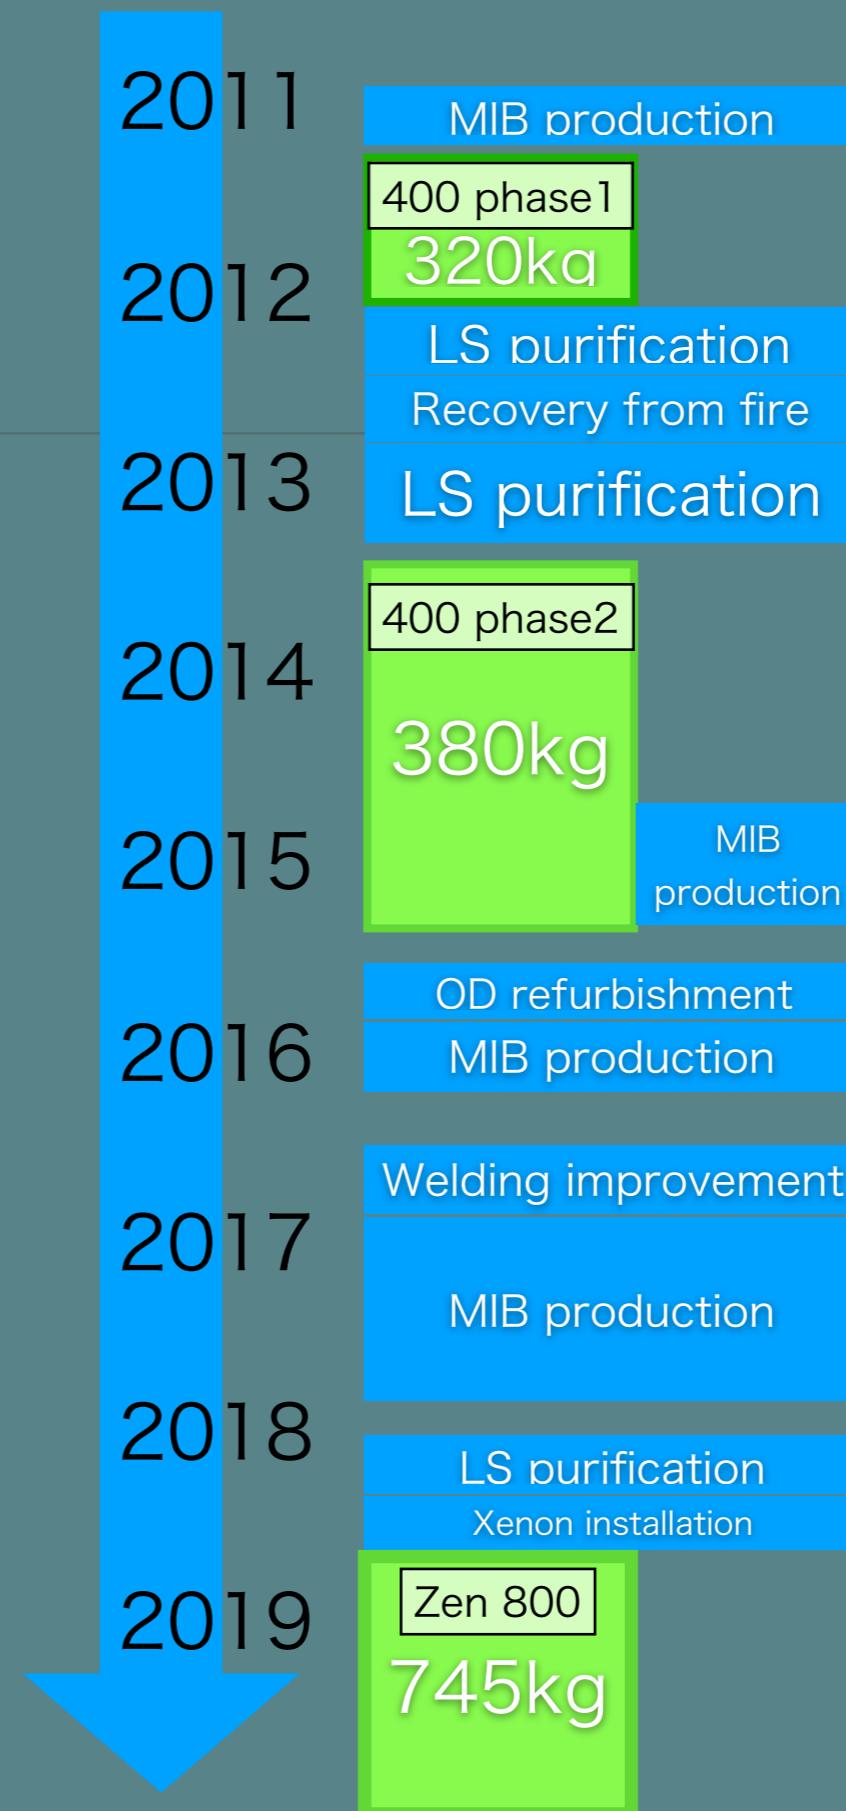 2011
MIB production
400 phase1
320kg
2012
LS purification
Recovery from fire
2013
LS purification
400 phase2
2014
380kg
2015
MIB
production
OD refurbishment
2016
MIB production
Welding improvement
2017
MIB production
2018
LS purification
Xenon installation
Zen 800
2019
745kg